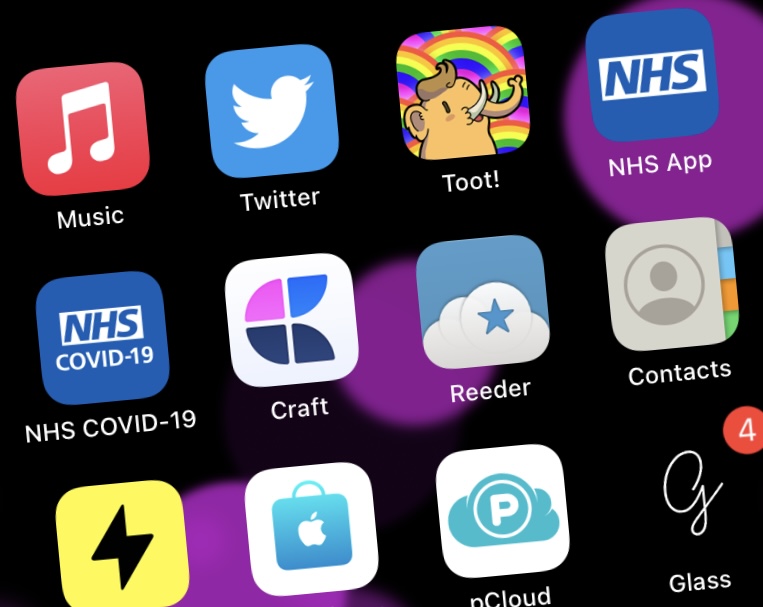 NHS
Music
Twitter
Toot!
NHS App
NHS
COVID-19
NHS COVID-19
Craft
Reeder
Contacts
4
P
G
pCloud
Glass